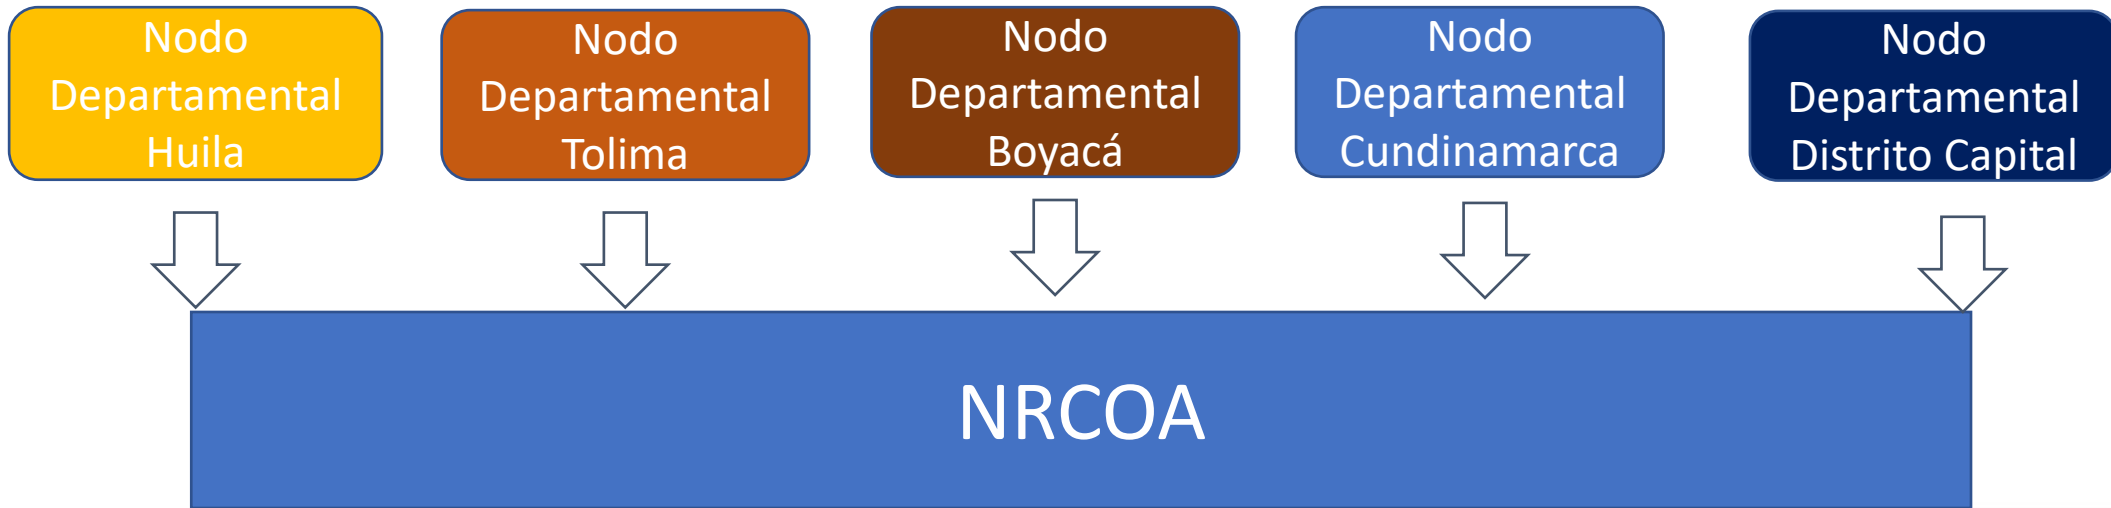 Nodo
Departamental
Huila
Nodo
Departamental
Tolima
Nodo
Departamental
Boyacá
Nodo
Departamental
Cundinamarca
Nodo
Departamental
Distrito Capital
NRCOA